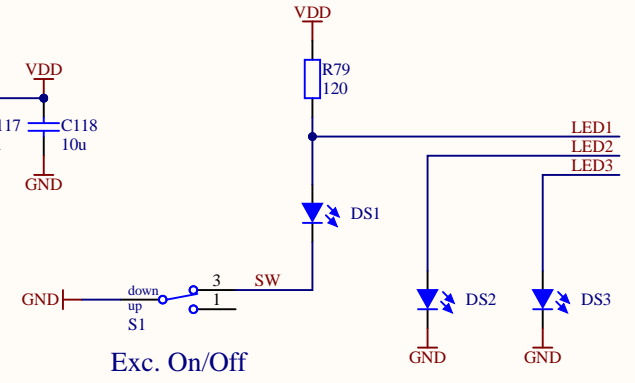 VDD
R79
120
VDD
117
C118
10u
GND
LED1
LED2
LED3
DS1
GND
down
up
S1
3
1
SW
DS2
DS3
GND
GND
Exc. On/Off